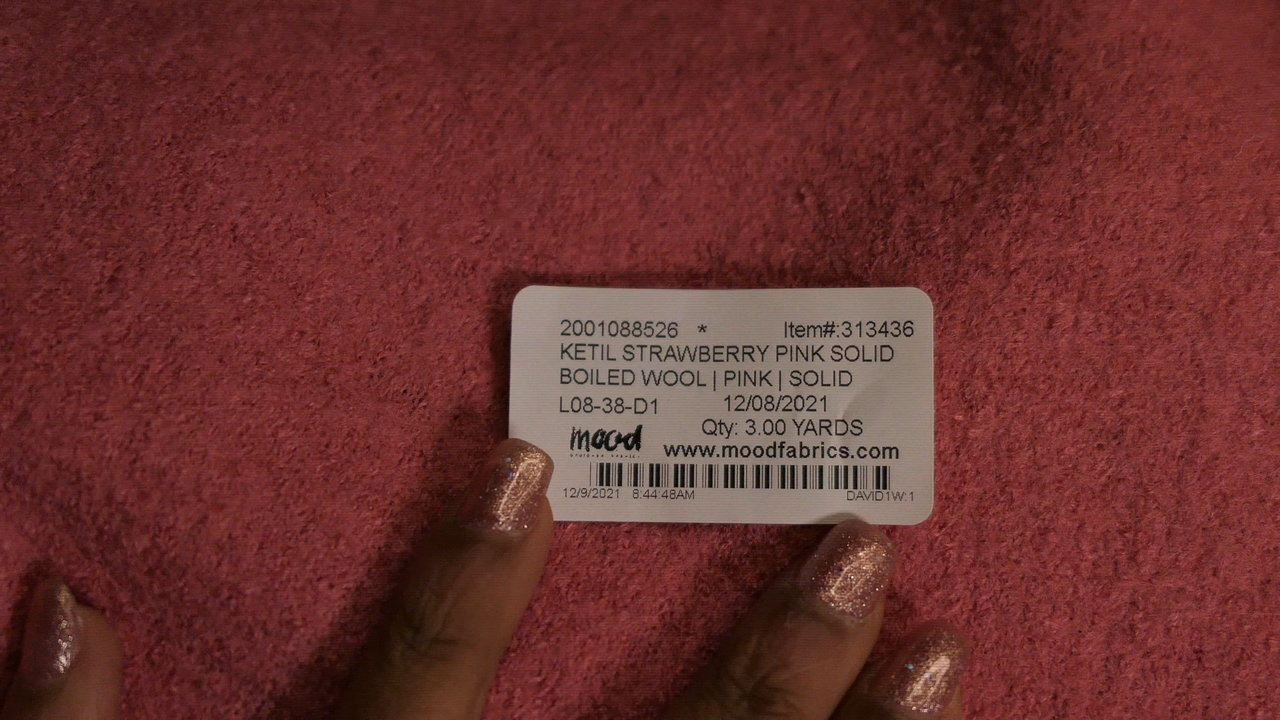 2001088526 * Item#:313436
KETIL STRAWBERRY PINK SOLID
BOILED WOOL | PINK | SOLID
L08-38-D1 12/08/2021
Qty: 3.00 YARDS
mood www.moodfabrics.com
12/9/2021 8:44:48AM DAVID1W:1